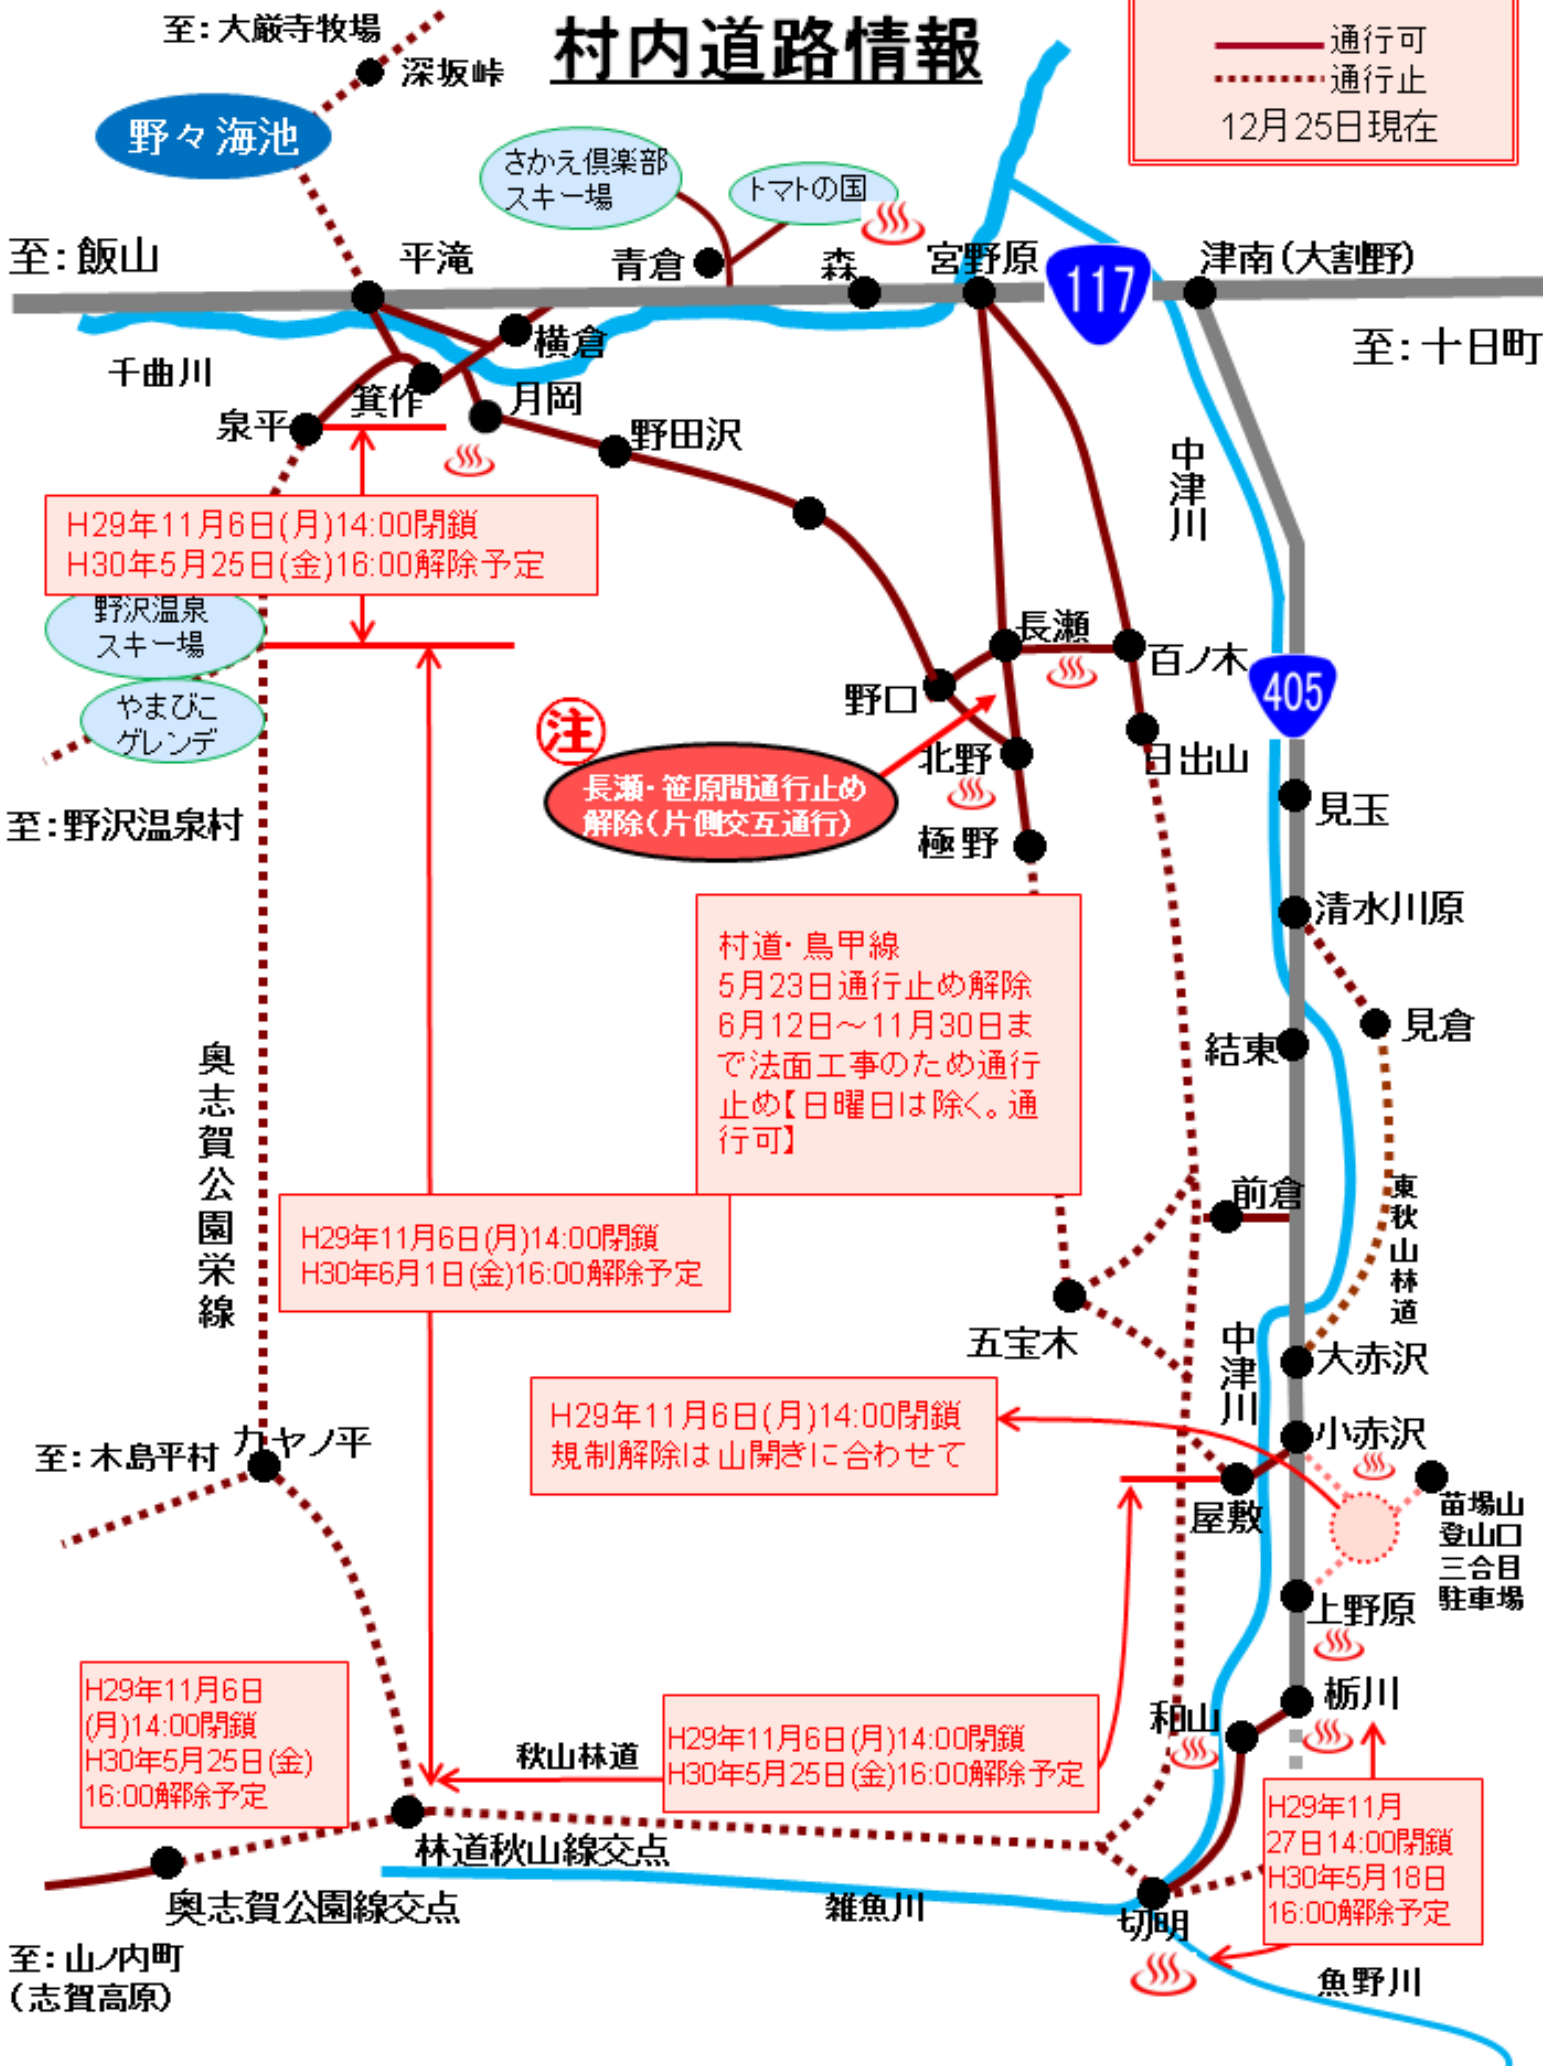 村内道路情報
通行可
通行止
12月25日現在
至：大厳寺牧場
深坂峠
野々海池
さかえ倶楽部
スキー場
トマトの国
至：飯山
平滝
青倉
森
宮野原
117
津南（大割野）
至：十日町
横倉
千曲川
箕作
月岡
泉平
野田沢
中津川
H29年11月6日(月)14:00閉鎖
H30年5月25日(金)16:00解除予定
野沢温泉
スキー場
やまびこ
ゲレンデ
長瀬
百ノ木
野口
405
注
北野
日出山
長瀬・笹原間通行止め
解除（片側交互通行）
見玉
至：野沢温泉村
極野
清水川原
村道・鳥甲線
5月23日通行止め解除
6月12日～11月30日ま
で法面工事のため通行
止め【日曜日は除く。通
行可】
見倉
結東
奥志賀公園栄線
前倉
東秋山林道
H29年11月6日(月)14:00閉鎖
H30年6月1日(金)16:00解除予定
五宝木
中津川
大赤沢
H29年11月6日(月)14:00閉鎖
規制解除は山開きに合わせて
小赤沢
至：木島平村
カヤノ平
屋敷
苗場山
登山口
三合目
駐車場
上野原
H29年11月6日
(月)14:00閉鎖
H30年5月25日(金)
16:00解除予定
秋山林道
H29年11月6日(月)14:00閉鎖
H30年5月25日(金)16:00解除予定
和山
栃川
H29年11月
27日14:00閉鎖
H30年5月18日
16:00解除予定
林道秋山線交点
奥志賀公園線交点
雑魚川
切明
至：山ノ内町
（志賀高原）
魚野川